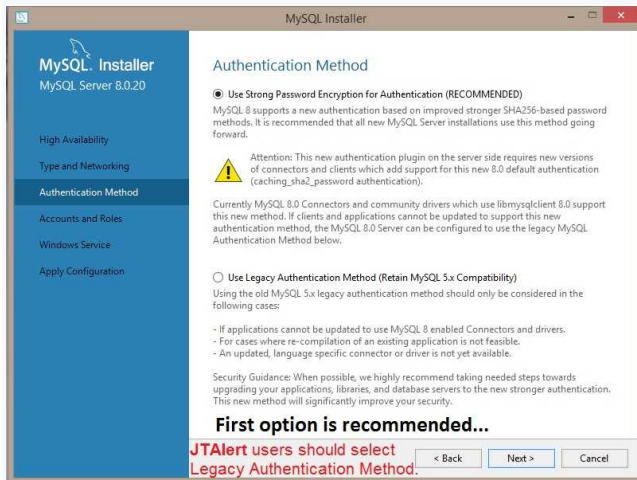 MySQL Installer
MySQL. Installer
MySQL Server 8.0.20
High Availability
Type and Networking
Authentication Method
Accounts and Roles
Windows Service
Apply Configuration
Authentication Method
Use Strong Password Encryption for Authentication (RECOMMENDED)
MySQL 8 supports a new authentication based on improved stronger SHA256-based password
methods. It is recommended that all new MySQL Server installations use this method going
forward.
Attention: This new authentication plugin on the server side requires new versions
of connectors and clients which add support for this new 8.0 default authentication
(caching_sha2_password authentication).
Currently MySQL 8.0 Connectors and community drivers which use libmysqlclient 8.0 support
this new method. If clients and applications cannot be updated to support this new
authentication method, the MySQL 8.0 Server can be configured to use the legacy MySQL
Authentication Method below.
Use Legacy Authentication Method (Retain MySQL 5.x Compatibility)
Using the old MySQL 5.x legacy authentication method should only be considered in the
following cases:
- If applications cannot be updated to use MySQL 8 enabled Connectors and drivers.
- For cases where re-compilation of an existing application is not feasible.
- An updated, language specific connector or driver is not yet available.
Security Guidance: When possible, we highly recommend taking needed steps towards
upgrading your applications, libraries, and database servers to the new stronger authentication.
This new method will significantly improve your security.
First option is recommended...
JTAlert users should select
Legacy Authentication Method.
< Back
Next >
Cancel